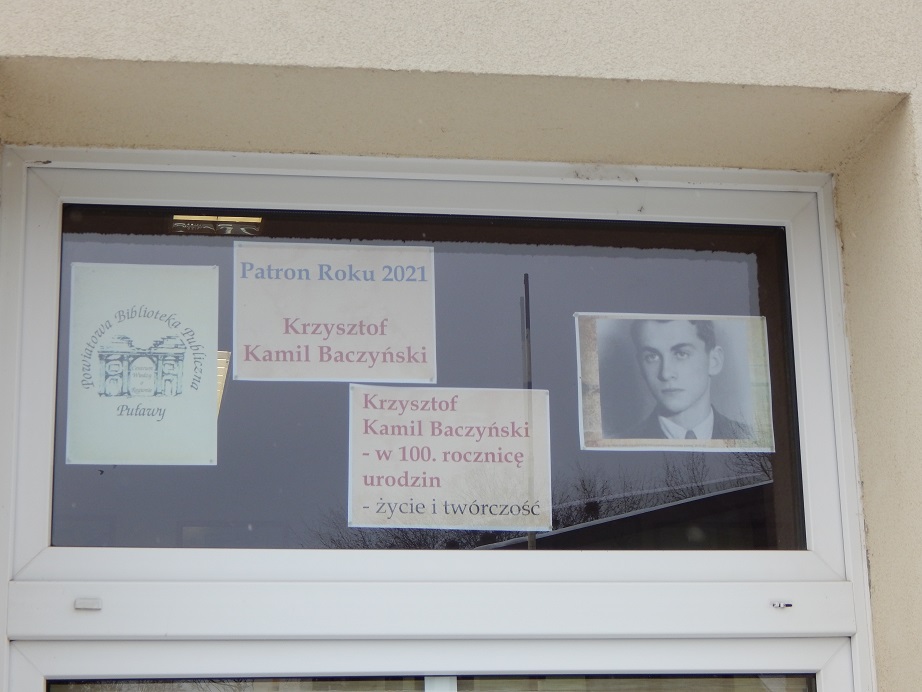 Powiatowa Biblioteka Publiczna
Puławy
Patron Roku 2021
Krzysztof
Kamil Baczyński
Krzysztof
Kamil Baczyński
- w 100. rocznicę
urodzin
- życie i twórczość